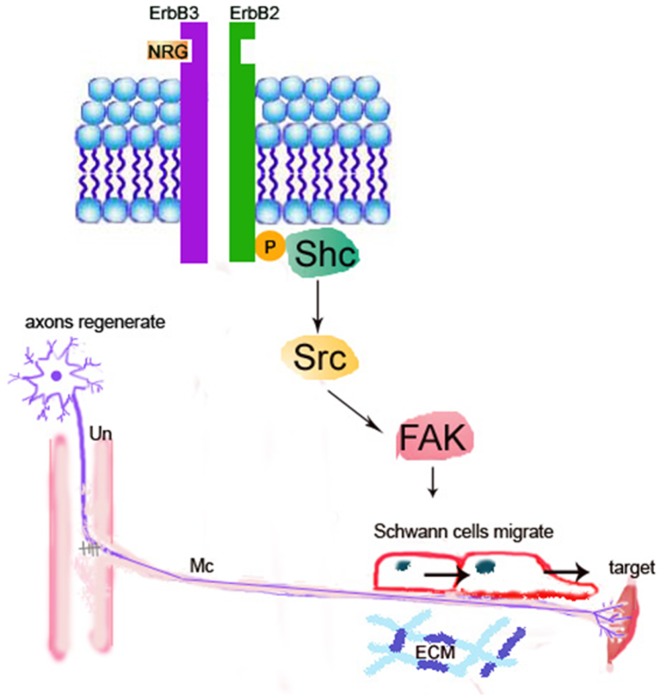 ErbB3 ErbB2
NRG
P
Shc
Src
axons regenerate
FAK
Un
Schwann cells migrate
Mc
target
ECM